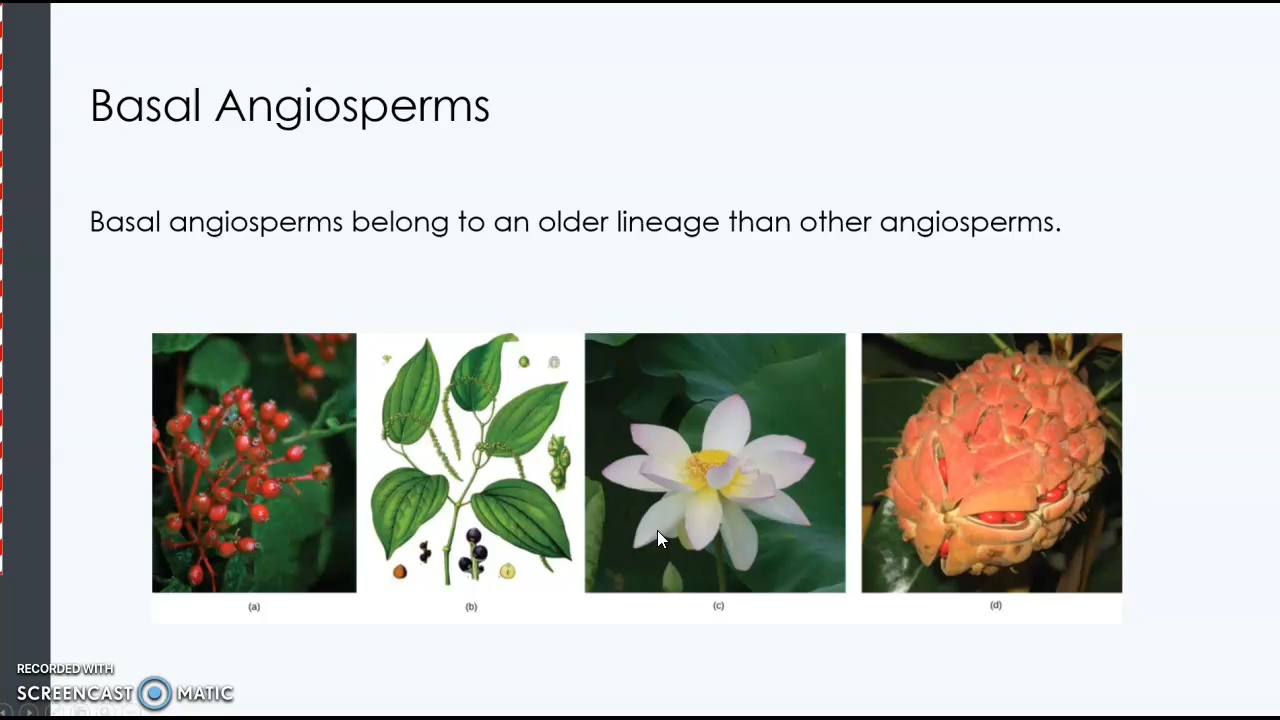 Basal Angiosperms
Basal angiosperms belong to an older lineage than other angiosperms.
(a)
(b)
(c)
(d)
RECORDED WITH
SCREENCAST MATIC